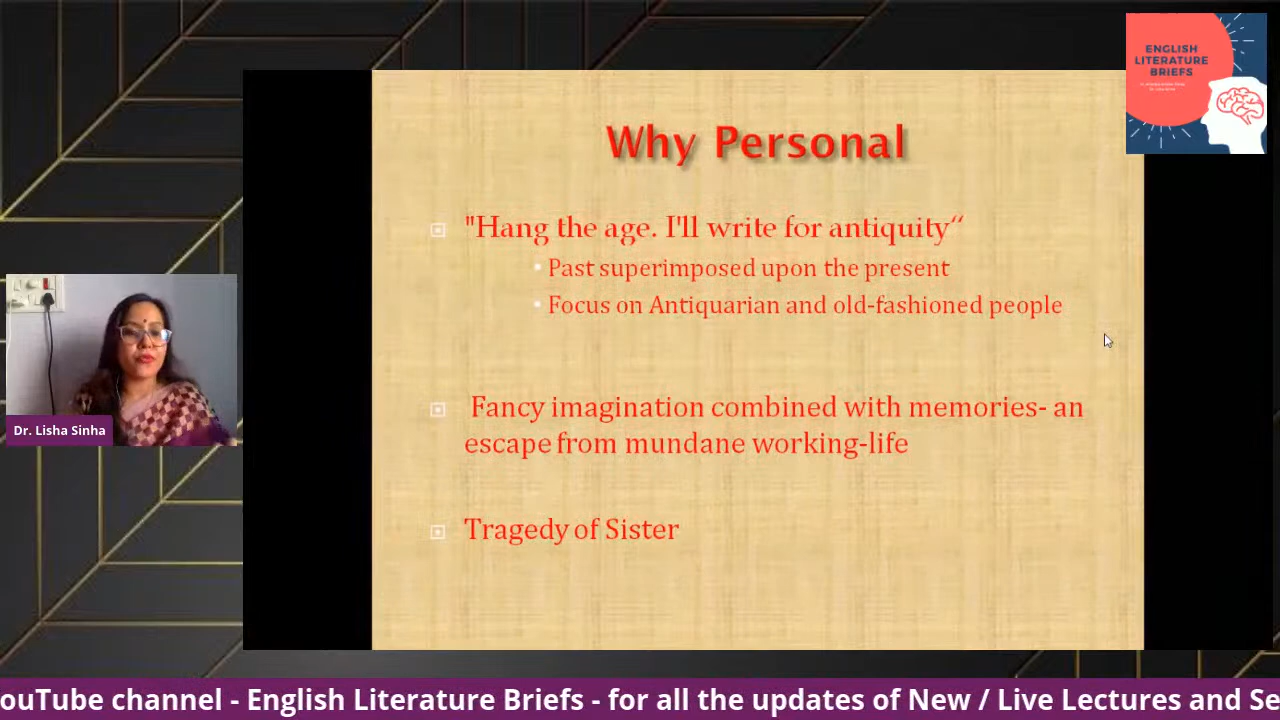 ENGLISH
LITERATURE
BRIEFS
Why Personal
"Hang the age. I'll write for antiquity“
Past superimposed upon the present
Focus on Antiquarian and old-fashioned people
Fancy imagination combined with memories- an
escape from mundane working-life
Tragedy of Sister
Dr. Lisha Sinha
ouTube channel - English Literature Briefs - for all the updates of New / Live Lectures and Se